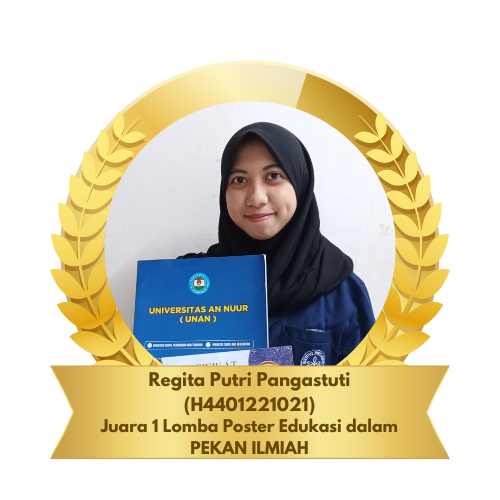 UNIVERSITAS AN NUUR
( UNAN )
Regita Putri Pangastuti
(H4401221021)
Juara 1 Lomba Poster Edukasi dalam
PEKAN ILMIAH